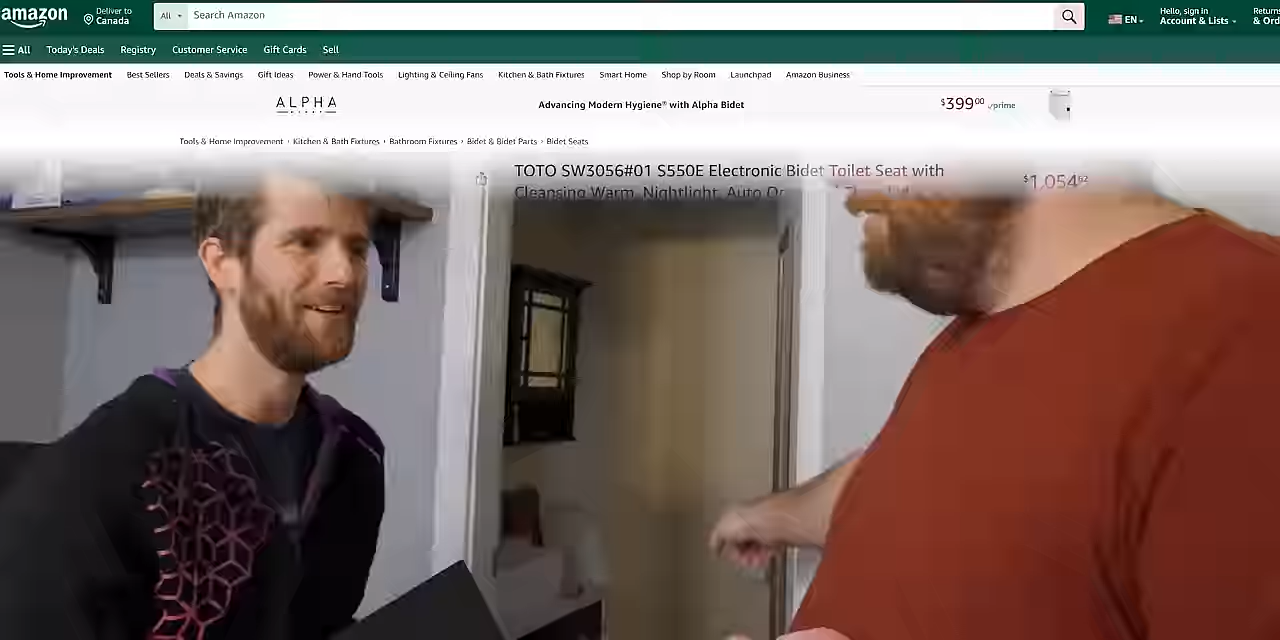 amazon
Deliver to
Canada
All
Search Amazon
EN
Hello, sign in
Account & Lists
Returns
& Ord
All
Today's Deals
Registry
Customer Service
Gift Cards
Sell
Tools & Home Improvement
Best Sellers
Deals & Savings
Gift Ideas
Power & Hand Tools
Lighting & Ceiling Fans
Kitchen & Bath Fixtures
Smart Home
Shop by Room
Launchpad
Amazon Business
ALPHA
Advancing Modern Hygiene® with Alpha Bidet
$399⁰⁰ prime
Tools & Home Improvement › Kitchen & Bath Fixtures › Bathroom Fixtures › Bidet & Bidet Parts › Bidet Seats
TOTO SW3056#01 S550E Electronic Bidet Toilet Seat with
Cleansing Warm, Nightlight, Auto
$1,054⁶²